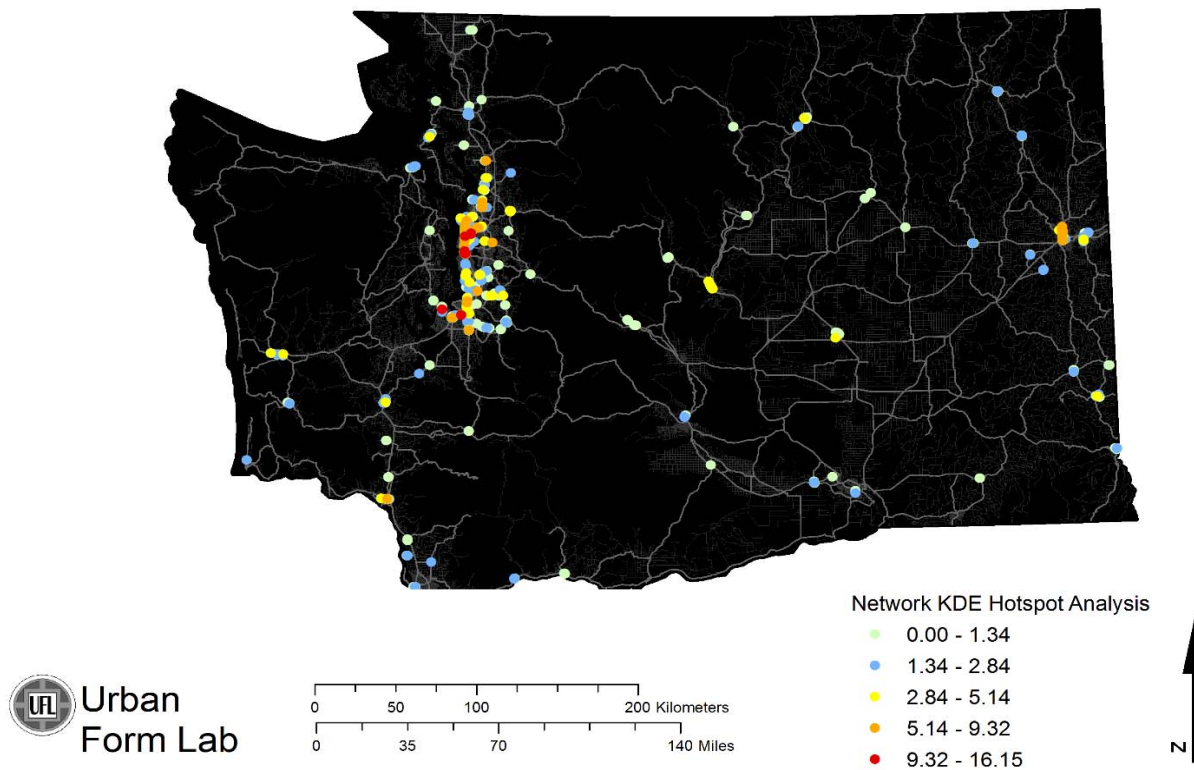 Network KDE Hotspot Analysis
0.00 - 1.34
1.34 - 2.84
2.84 - 5.14
5.14 - 9.32
9.32 - 16.15
UFL
Urban
Form Lab
0 50 100 200 Kilometers
0 35 70 140 Miles
N